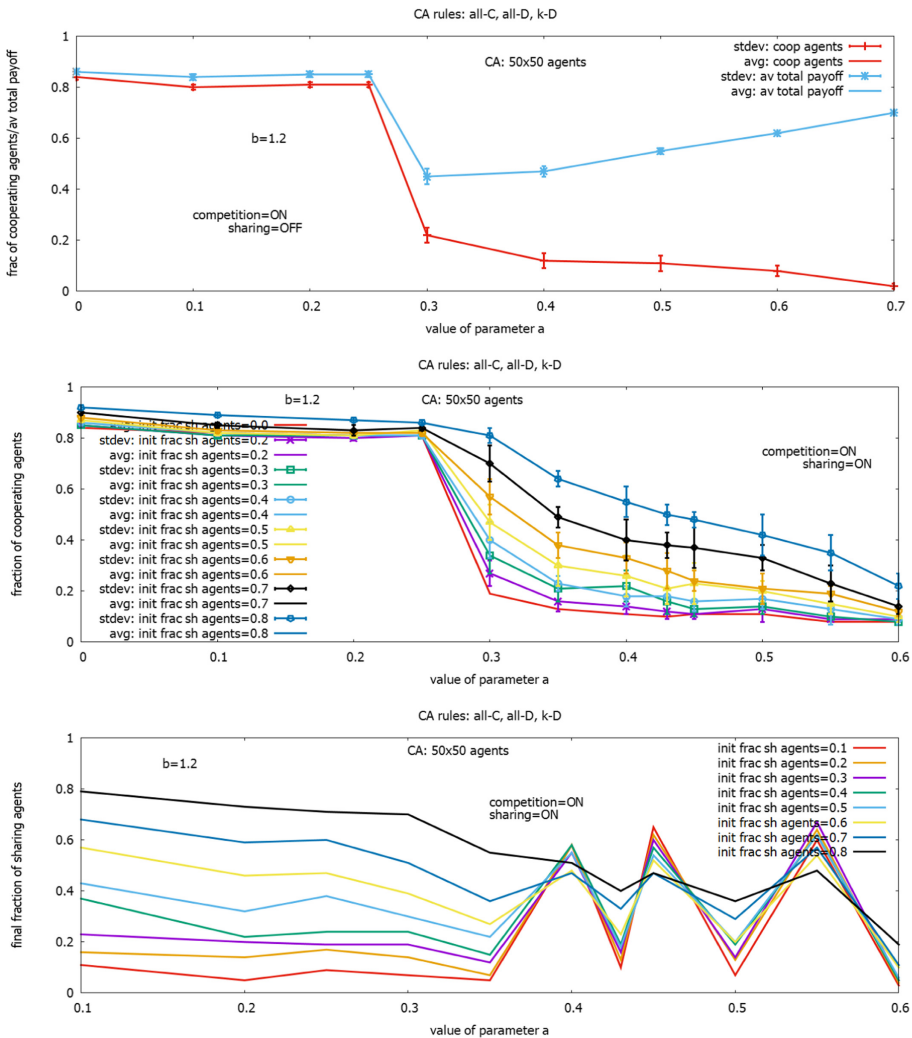 CA rules: all-C, all-D, k-D
frac of cooperating agents/av total payoff
1
0.8
0.6
0.4
0.2
0
CA: 50x50 agents
stdev: coop agents
avg: coop agents
stdev: av total payoff
avg: av total payoff
b=1.2
competition=ON
sharing=OFF
0 0.1 0.2 0.3 0.4 0.5 0.6 0.7
value of parameter a
CA rules: all-C, all-D, k-D
fraction of cooperating agents
1
0.8
0.6
0.4
0.2
0
b=1.2
CA: 50x50 agents
stdev: init frac sh agents=0.2
avg: init frac sh agents=0.2
stdev: init frac sh agents=0.3
avg: init frac sh agents=0.3
stdev: init frac sh agents=0.4
avg: init frac sh agents=0.4
stdev: init frac sh agents=0.5
avg: init frac sh agents=0.5
stdev: init frac sh agents=0.6
avg: init frac sh agents=0.6
stdev: init frac sh agents=0.7
avg: init frac sh agents=0.7
stdev: init frac sh agents=0.8
avg: init frac sh agents=0.8
competition=ON
sharing=ON
0 0.1 0.2 0.3 0.4 0.5 0.6
value of parameter a
CA rules: all-C, all-D, k-D
final fraction of sharing agents
1
0.8
0.6
0.4
0.2
0
b=1.2
CA: 50x50 agents
competition=ON
sharing=ON
init frac sh agents=0.1
init frac sh agents=0.2
init frac sh agents=0.3
init frac sh agents=0.4
init frac sh agents=0.5
init frac sh agents=0.6
init frac sh agents=0.7
init frac sh agents=0.8
0.1 0.2 0.3 0.4 0.5 0.6
value of parameter a